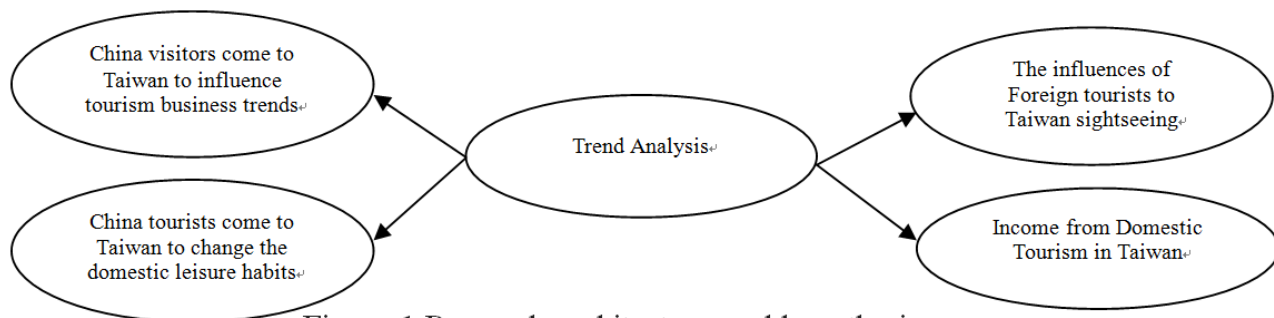 China visitors come to
Taiwan to influence
tourism business trends
The influences of
Foreign tourists to
Taiwan sightseeing
Trend Analysis
China tourists come to
Taiwan to change the
domestic leisure habits
Income from Domestic
Tourism in Taiwan